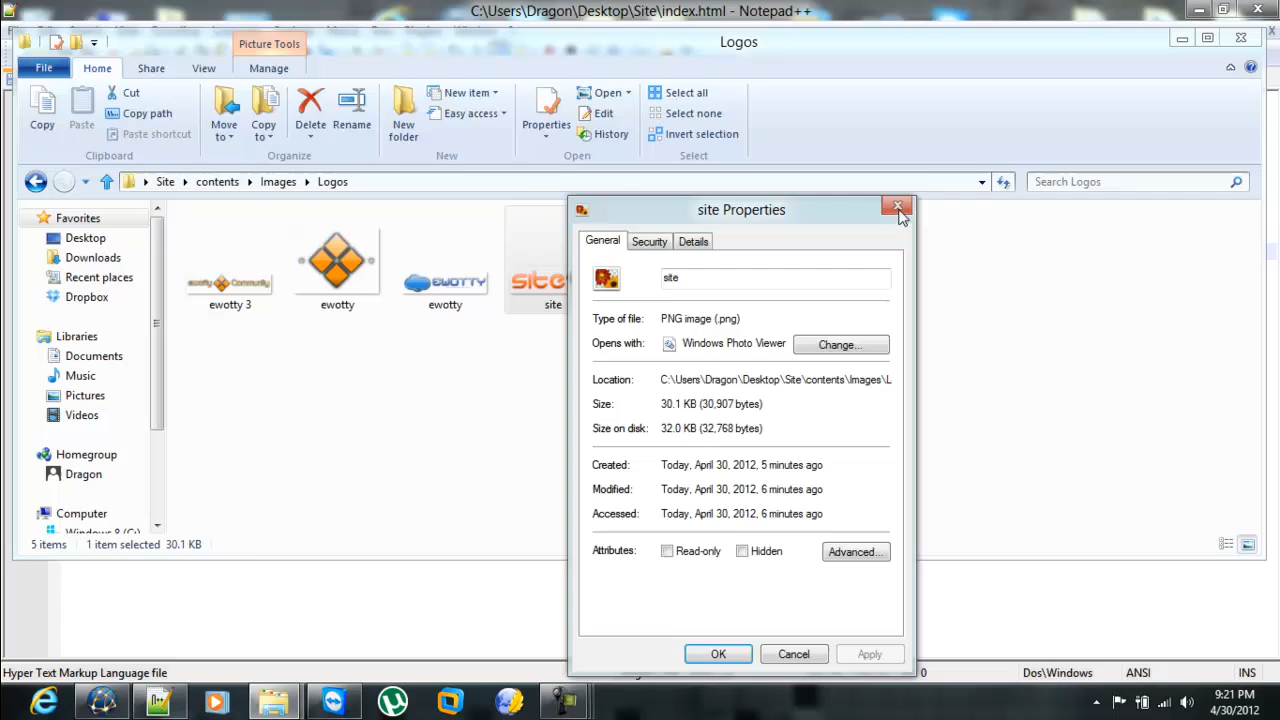 C:\Users\Dragon\Desktop\Site\index.html - Notepad++
Picture Tools
Logos
File Home Share View Manage
Copy Paste Cut Copy path Paste shortcut
Clipboard
Move to Copy to Delete Rename
Organize
New folder New item Easy access
New
Properties Open Edit History
Open
Select all Select none Invert selection
Select
Site contents Images Logos
Search Logos
Favorites
Desktop
Downloads
Recent places
Dropbox
Libraries
Documents
Music
Pictures
Videos
Homegroup
Dragon
Computer
Windows 8 (C:)
ewotty Community
ewotty 3
ewotty
EWOTTY
ewotty
site
site
site Properties
General Security Details
site
Type of file: PNG image (.png)
Opens with: Windows Photo Viewer Change...
Location: C:\Users\Dragon\Desktop\Site\contents\Images\L
Size: 30.1 KB (30,907 bytes)
Size on disk: 32.0 KB (32,768 bytes)
Created: Today, April 30, 2012, 5 minutes ago
Modified: Today, April 30, 2012, 6 minutes ago
Accessed: Today, April 30, 2012, 6 minutes ago
Attributes: Read-only Hidden Advanced...
OK Cancel Apply
5 items 1 item selected 30.1 KB
Hyper Text Markup Language file 0 Dos\Windows ANSI INS
9:21 PM
4/30/2012